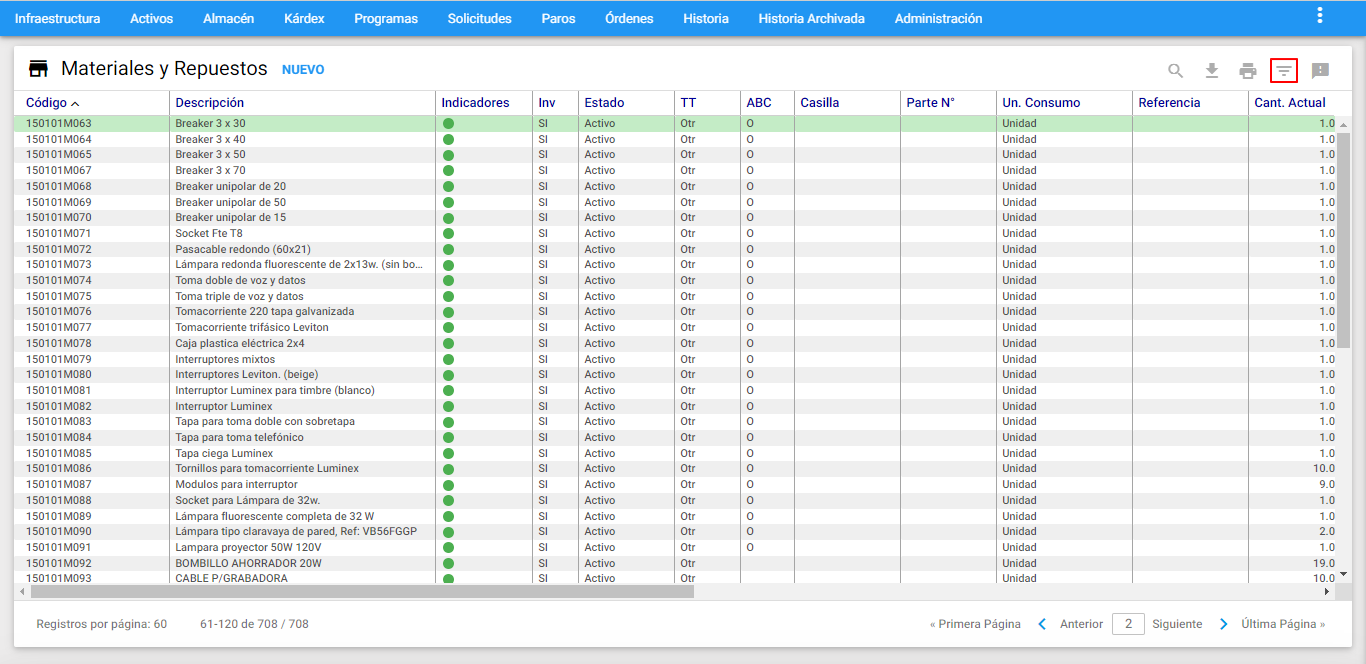 Infraestructura Activos Almacén Kárdex Programas Solicitudes Paros Órdenes Historia Historia Archivada Administración
Materiales y Repuestos NUEVO
Código Descripción Indicadores Inv Estado TT ABC Casilla Parte N° Un. Consumo Referencia Cant. Actual
150101M063 Breaker 3 x 30 SI Activo Otr O Unidad 1.0
150101M064 Breaker 3 x 40 SI Activo Otr O Unidad 1.0
150101M065 Breaker 3 x 50 SI Activo Otr O Unidad 1.0
150101M067 Breaker 3 x 70 SI Activo Otr O Unidad 1.0
150101M068 Breaker unipolar de 20 SI Activo Otr O Unidad 1.0
150101M069 Breaker unipolar de 50 SI Activo Otr O Unidad 1.0
150101M070 Breaker unipolar de 15 SI Activo Otr O Unidad 1.0
150101M071 Socket Fte T8 SI Activo Otr O Unidad 1.0
150101M072 Pasacable redondo (60x21) SI Activo Otr O Unidad 1.0
150101M073 Lámpara redonda fluorescente de 2x13w. (sin bo... SI Activo Otr O Unidad 1.0
150101M074 Toma doble de voz y datos SI Activo Otr O Unidad 1.0
150101M075 Toma triple de voz y datos SI Activo Otr O Unidad 1.0
150101M076 Tomacorriente 220 tapa galvanizada SI Activo Otr O Unidad 1.0
150101M077 Tomacorriente trifásico Leviton SI Activo Otr O Unidad 1.0
150101M078 Caja plastica eléctrica 2x4 SI Activo Otr O Unidad 1.0
150101M079 Interruptores mixtos SI Activo Otr O Unidad 1.0
150101M080 Interruptores Leviton. (beige) SI Activo Otr O Unidad 1.0
150101M081 Interruptor Luminex para timbre (blanco) SI Activo Otr O Unidad 1.0
150101M082 Interruptor Luminex SI Activo Otr O Unidad 1.0
150101M083 Tapa para toma doble con sobretapa SI Activo Otr O Unidad 1.0
150101M084 Tapa para toma telefónico SI Activo Otr O Unidad 1.0
150101M085 Tapa ciega Luminex SI Activo Otr O Unidad 1.0
150101M086 Tornillos para tomacorriente Luminex SI Activo Otr O Unidad 10.0
150101M087 Modulos para interruptor SI Activo Otr O Unidad 9.0
150101M088 Socket para Lámpara de 32w. SI Activo Otr O Unidad 1.0
150101M089 Lámpara fluorescente completa de 32 W SI Activo Otr O Unidad 1.0
150101M090 Lámpara tipo claravaya de pared, Ref: VB56FGGP SI Activo Otr O Unidad 2.0
150101M091 Lampara proyector 50W 120V SI Activo Otr O Unidad 1.0
150101M092 BOMBILLO AHORRADOR 20W SI Activo Otr Unidad 19.0
150101M093 CABLE P/GRABADORA SI Activo Otr Unidad 10.0
Registros por página: 60 61-120 de 708 / 708 « Primera Página Anterior 2 Siguiente Última Página »